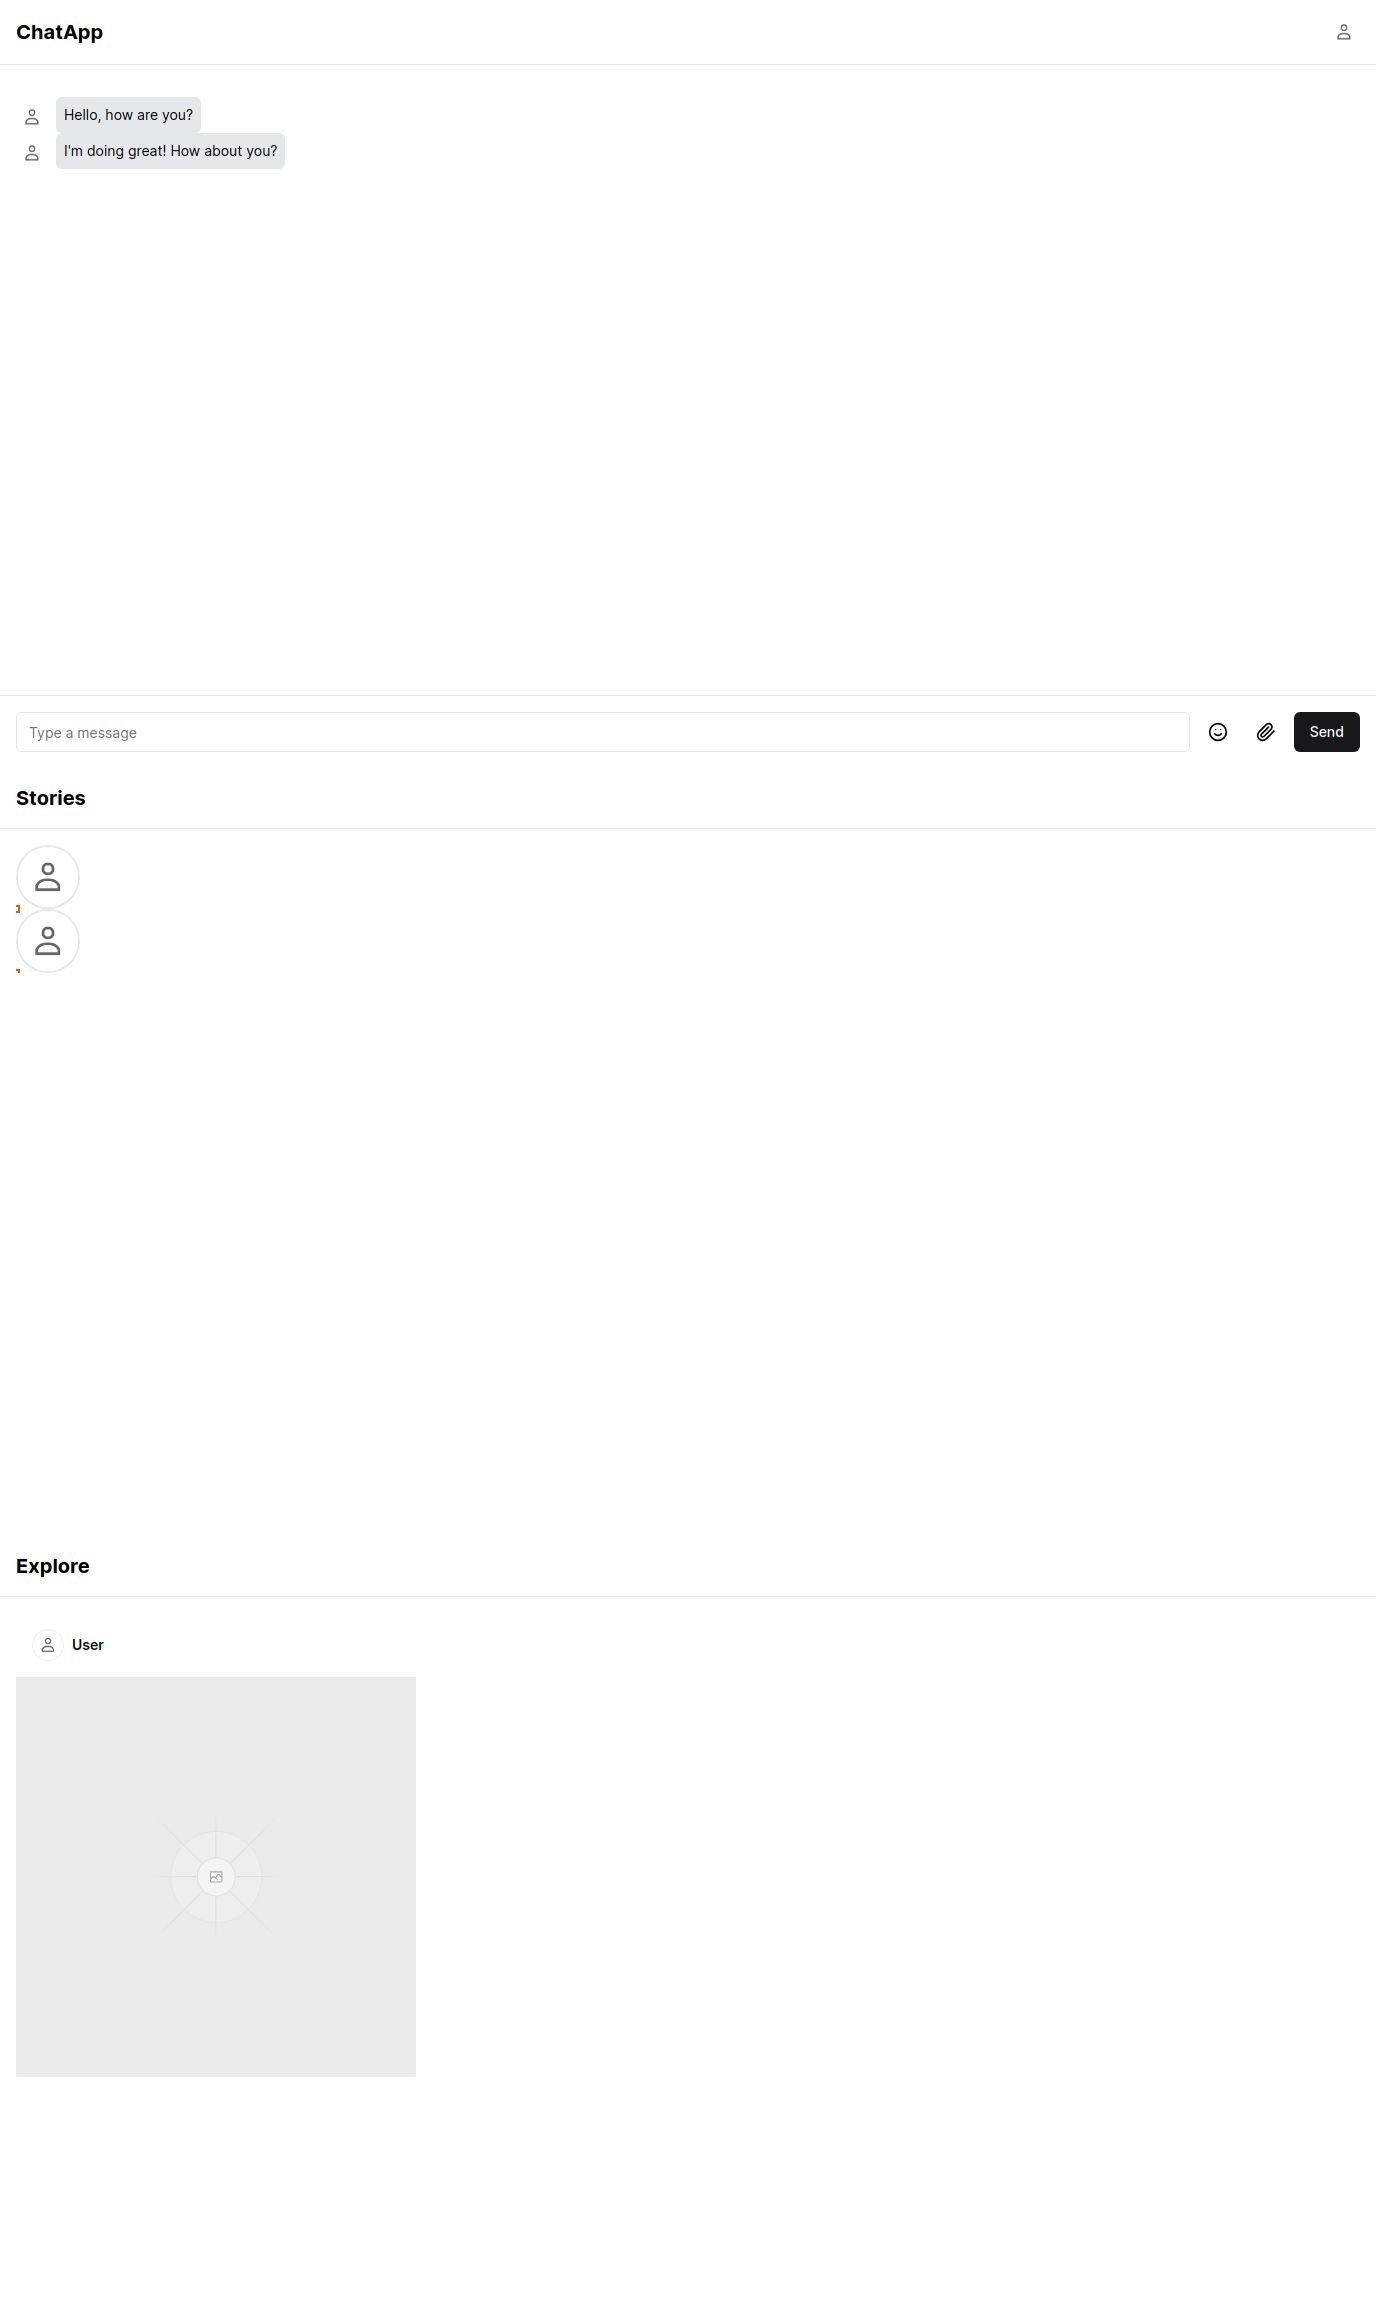 ChatApp
Hello, how are you?
I'm doing great! How about you?
Type a message
Send
Stories
Explore
User